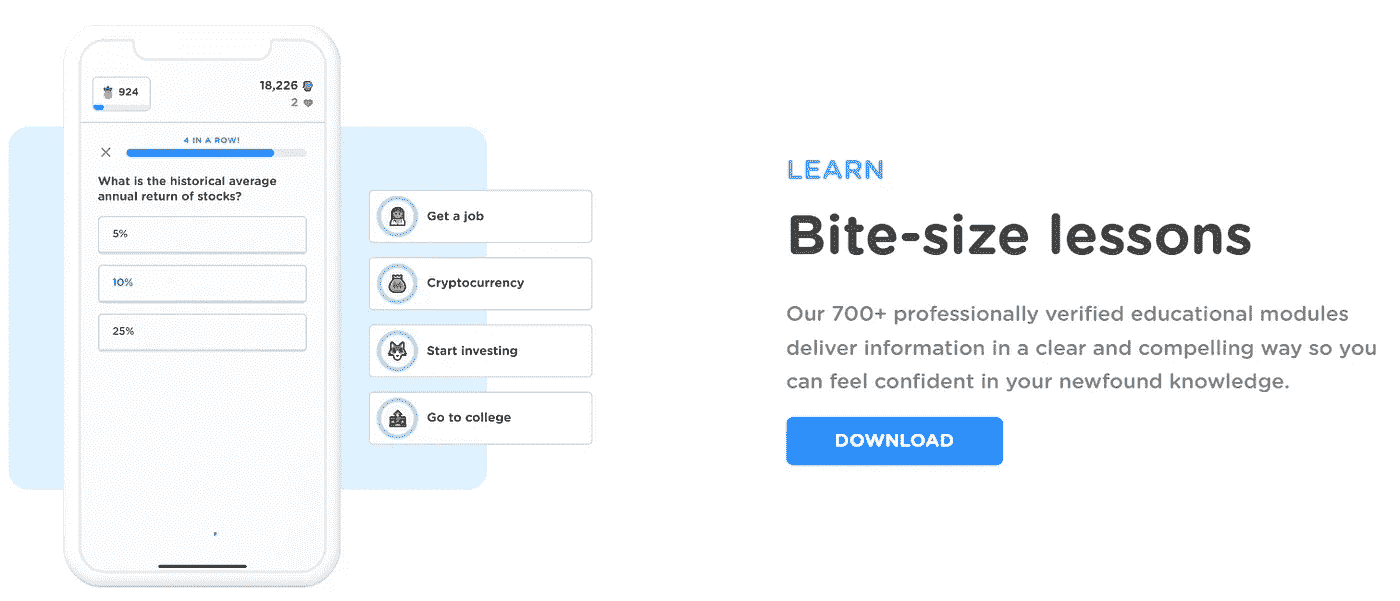 924
18,226
2
4 IN A ROW!
What is the historical average
annual return of stocks?
5%
10%
25%
Get a job
Cryptocurrency
Start investing
Go to college
LEARN
Bite-size lessons
Our 700+ professionally verified educational modules
deliver information in a clear and compelling way so you
can feel confident in your newfound knowledge.
DOWNLOAD